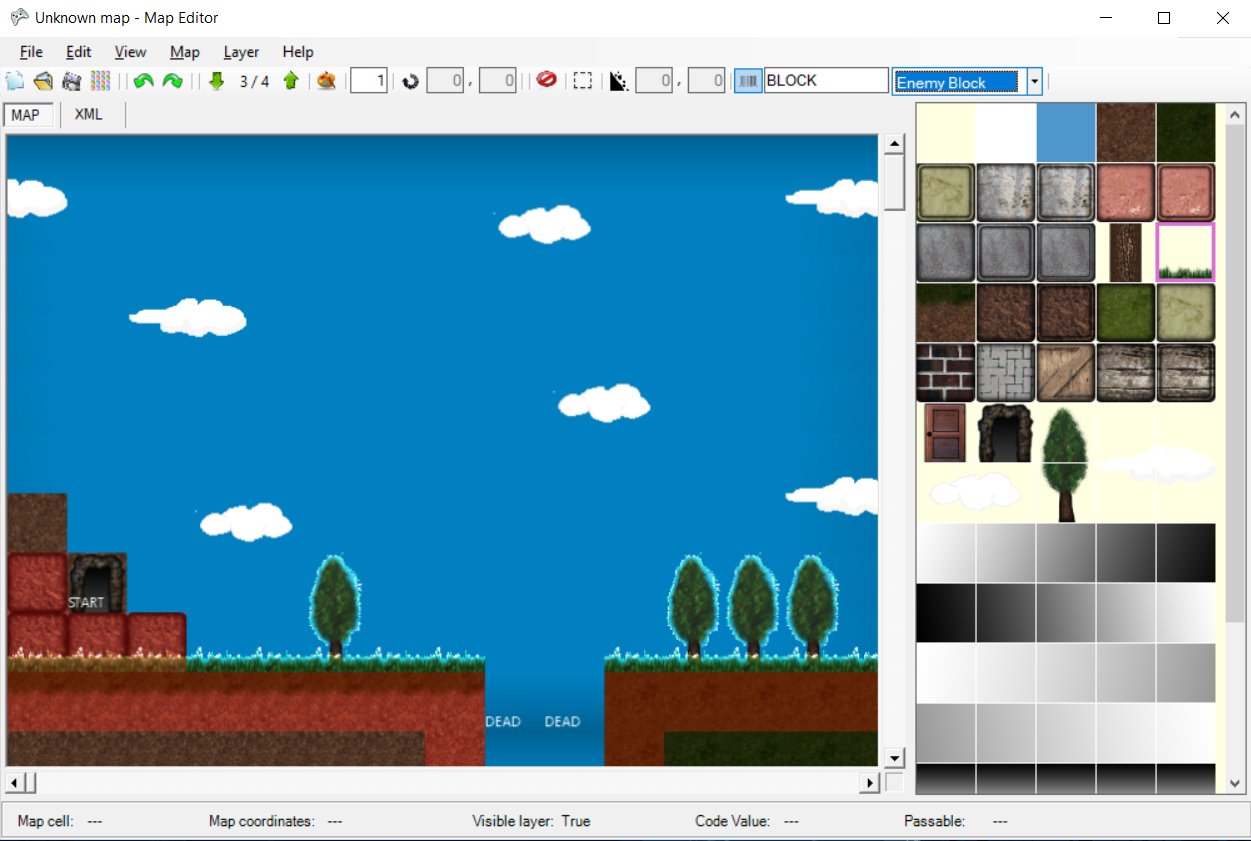 Unknown map - Map Editor
File Edit View Map Layer Help
3 / 4 1 0 , 0 0 , 0 BLOCK Enemy Block
MAP XML
START
DEAD DEAD
Map cell: --- Map coordinates: --- Visible layer: True Code Value: --- Passable: ---